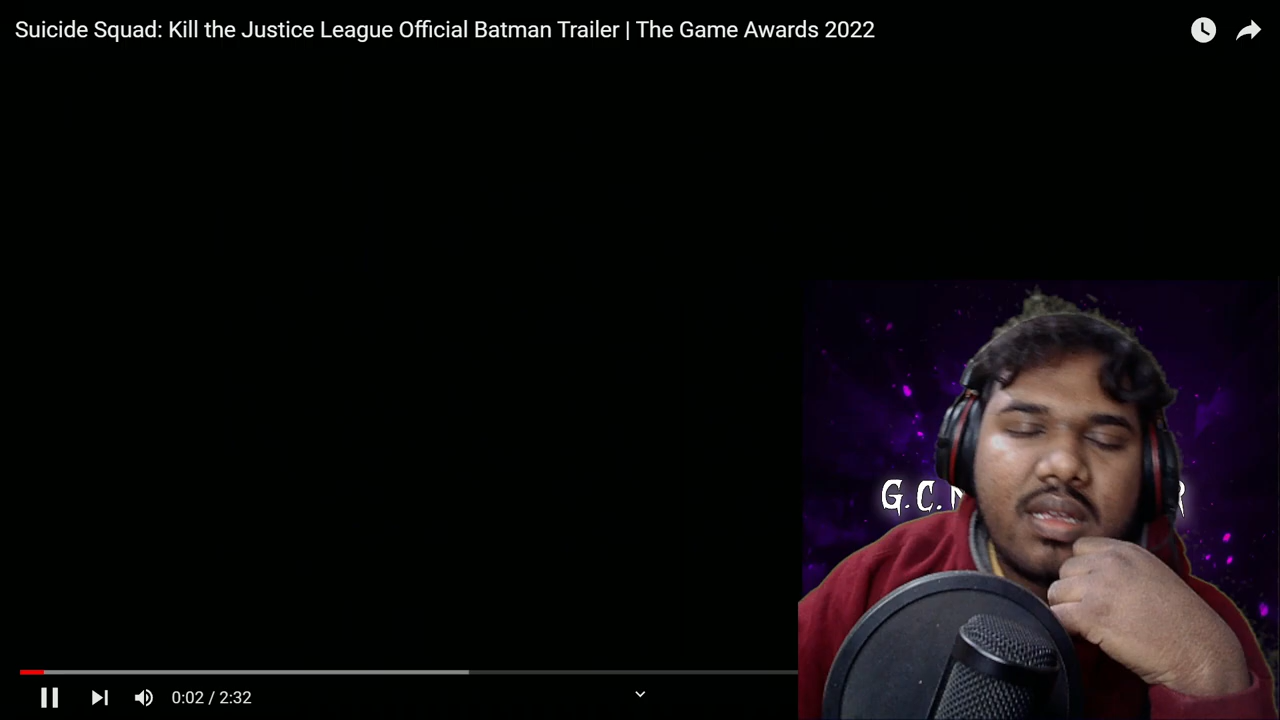 Suicide Squad: Kill the Justice League Official Batman Trailer | The Game Awards 2022
G.C.
0:02 / 2:32